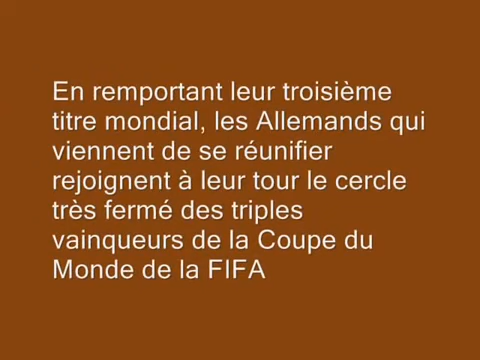 En remportant leur troisième
titre mondial, les Allemands qui
viennent de se réunifier
rejoignent à leur tour le cercle
très fermé des triples
vainqueurs de la Coupe du
Monde de la FIFA